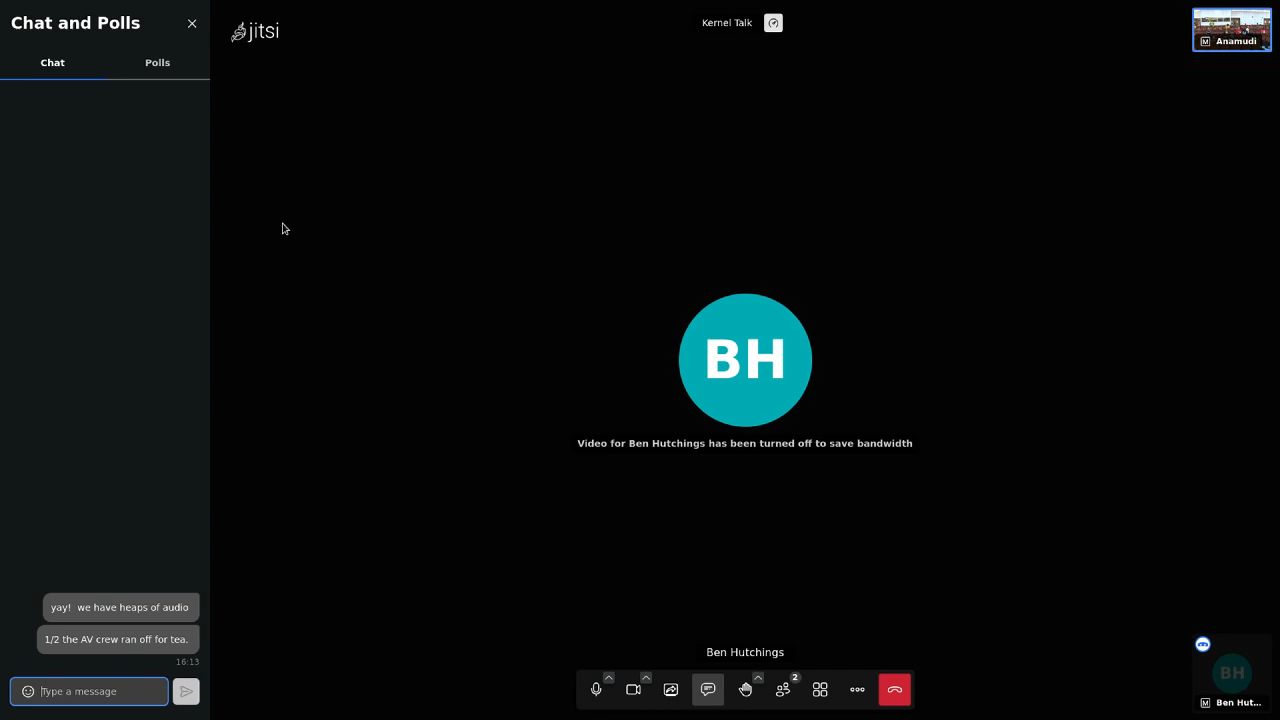 Chat and Polls
Chat
Polls
yay!  we have heaps of audio
1/2 the AV crew ran off for tea.
16:13
Type a message
jitsi
Kernel Talk
BH
Video for Ben Hutchings has been turned off to save bandwidth
Ben Hutchings
2
M Anamudi
BH
M Ben Hut...